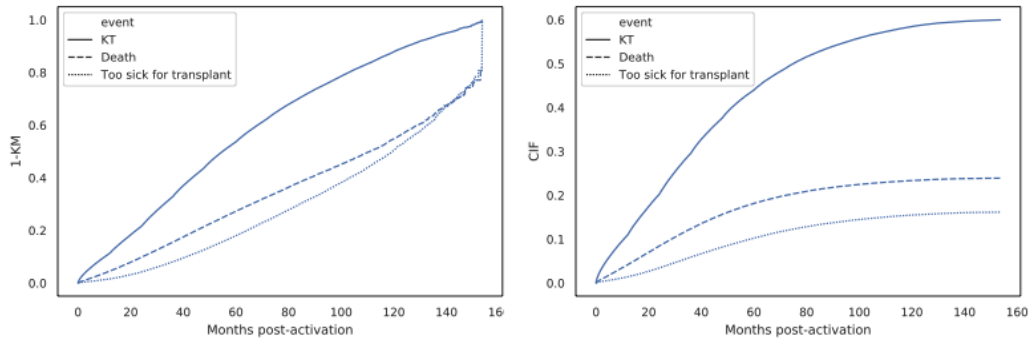 1.0
0.8
0.6
0.4
0.2
0.0
1-KM
event
KT
Death
Too sick for transplant
0 20 40 60 80 100 120 140 16
Months post-activation
0.6
0.5
0.4
0.3
0.2
0.1
0.0
CIF
event
KT
Death
Too sick for transplant
0 20 40 60 80 100 120 140 160
Months post-activation